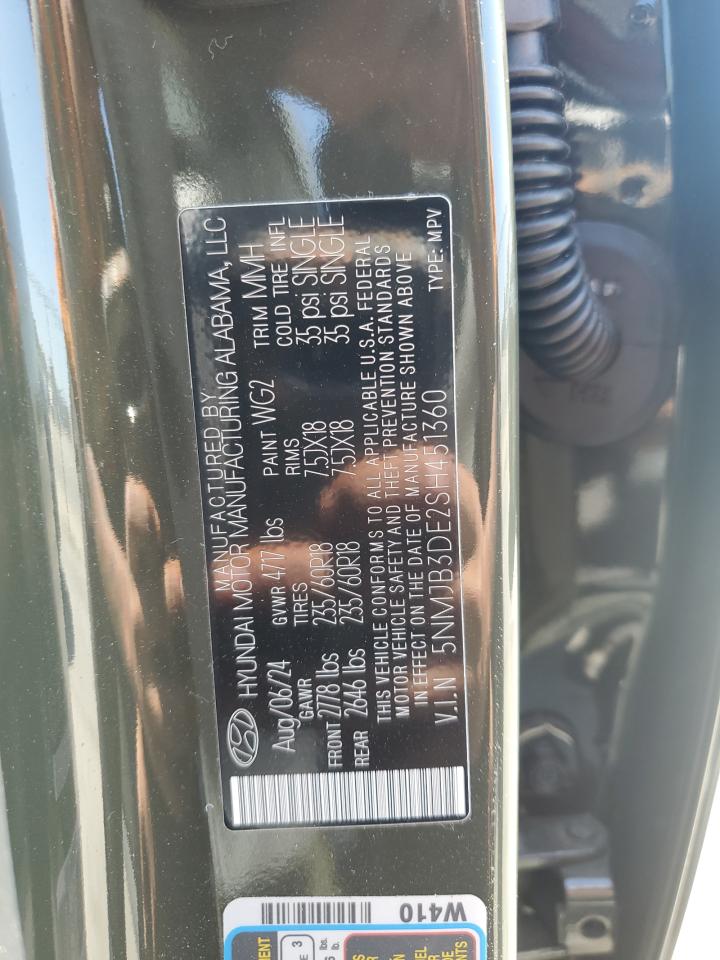 MANUFACTURED BY
HYUNDAI MOTOR MANUFACTURING ALABAMA, LLC
Aug/06/24 GVWR 4717 lbs PAINT WG2 TRIM MMH
GAWR TIRES RIMS COLD TIRE INFL
FRONT 2778 lbs 235/60R18 7.5JX18 35 psi SINGLE
REAR 2646 lbs 235/60R18 7.5JX18 35 psi SINGLE
THIS VEHICLE CONFORMS TO ALL APPLICABLE U.S.A. FEDERAL
MOTOR VEHICLE SAFETY AND THEFT PREVENTION STANDARDS
IN EFFECT ON THE DATE OF MANUFACTURE SHOWN ABOVE
V.I.N 5NMJB3DE2SH451360 TYPE: MPV
W410
3
lbs.
lb.